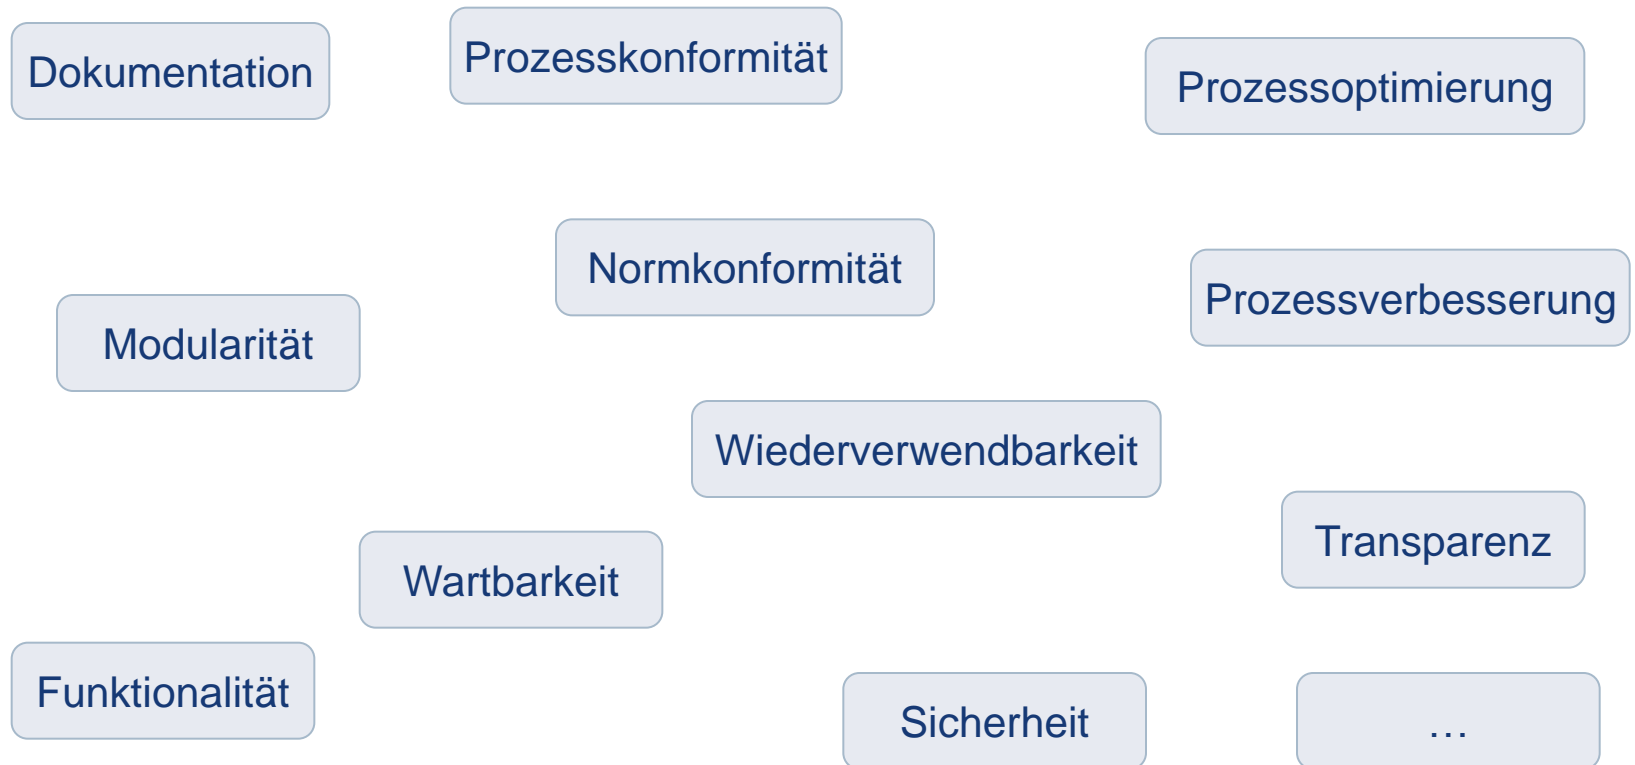 Dokumentation
Prozesskonformität
Prozessoptimierung
Normkonformität
Prozessverbesserung
Modularität
Wiederverwendbarkeit
Transparenz
Wartbarkeit
Funktionalität
Sicherheit
…